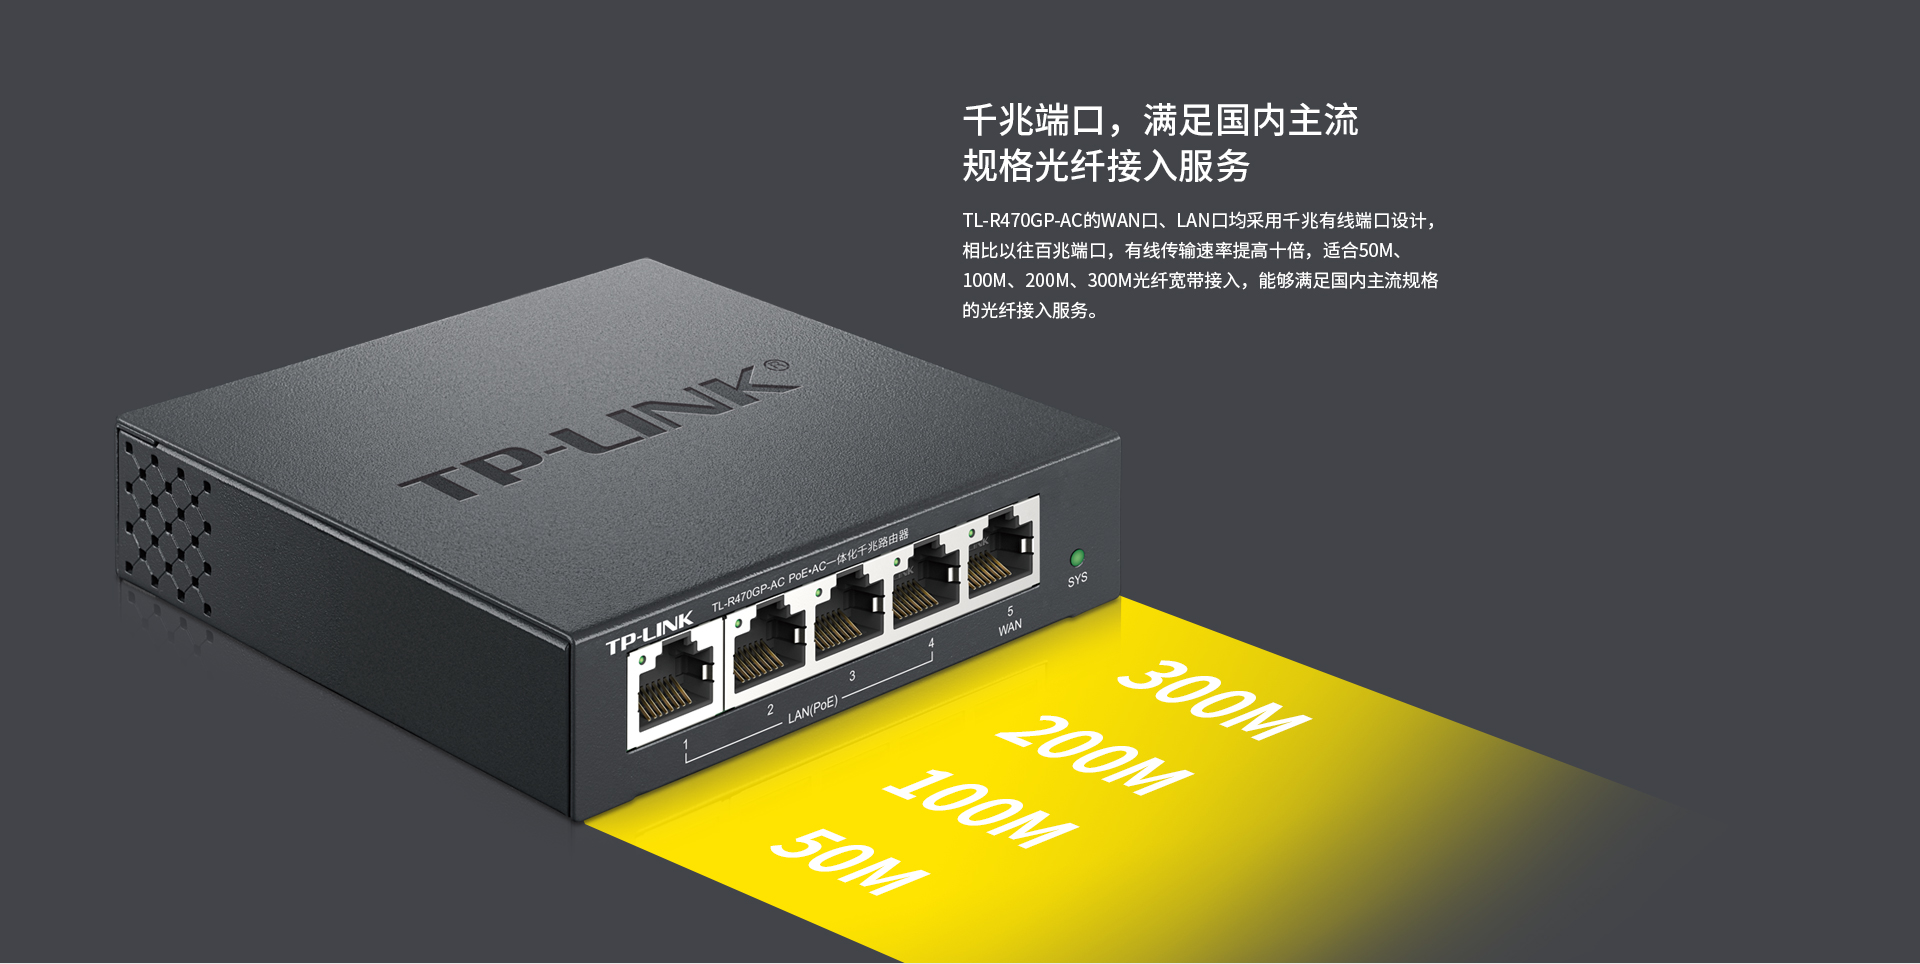 千兆端口，满足国内主流
规格光纤接入服务
TL-R470GP-AC的WAN口、LAN口均采用千兆有线端口设计，
相比以往百兆端口，有线传输速率提高十倍，适合50M、
100M、200M、300M光纤宽带接入，能够满足国内主流规格
的光纤接入服务。
TP-LINK®
TP-LINK TL-R470GP-AC PoE•AC一体化千兆路由器
SYS
1
2
3
4
5
LAN(PoE)
WAN
300M
200M
100M
50M